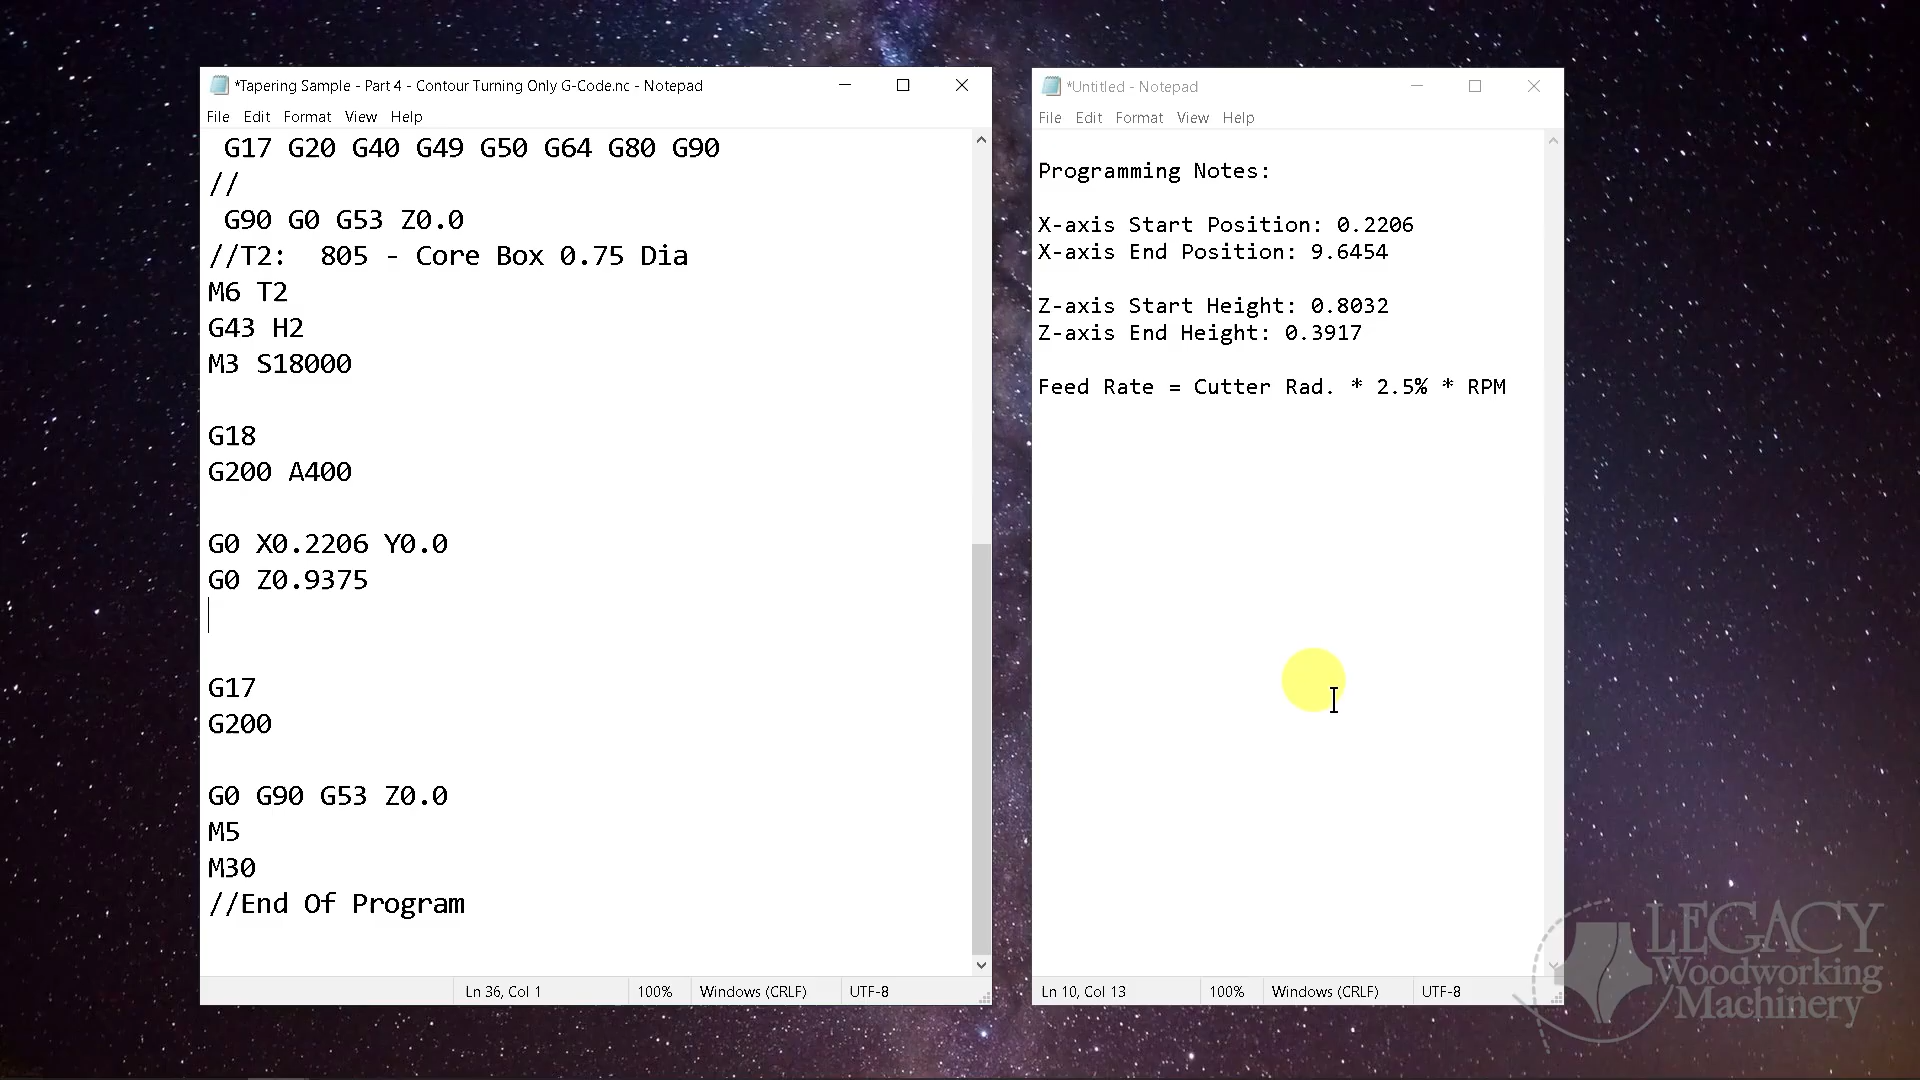 *Tapering Sample - Part 4 - Contour Turning Only G-Code.nc - Notepad
File Edit Format View Help
G17 G20 G40 G49 G50 G64 G80 G90
//
G90 G0 G53 Z0.0
//T2:  805 - Core Box 0.75 Dia
M6 T2
G43 H2
M3 S18000
G18
G200 A400
G0 X0.2206 Y0.0
G0 Z0.9375
G17
G200
G0 G90 G53 Z0.0
M5
M30
//End Of Program
Ln 36, Col 1 100% Windows (CRLF) UTF-8
*Untitled - Notepad
File Edit Format View Help
Programming Notes:
X-axis Start Position: 0.2206
X-axis End Position: 9.6454
Z-axis Start Height: 0.8032
Z-axis End Height: 0.3917
Feed Rate = Cutter Rad. * 2.5% * RPM
Ln 10, Col 13 100% Windows (CRLF) UTF-8
LEGACY
Woodworking
Machinery